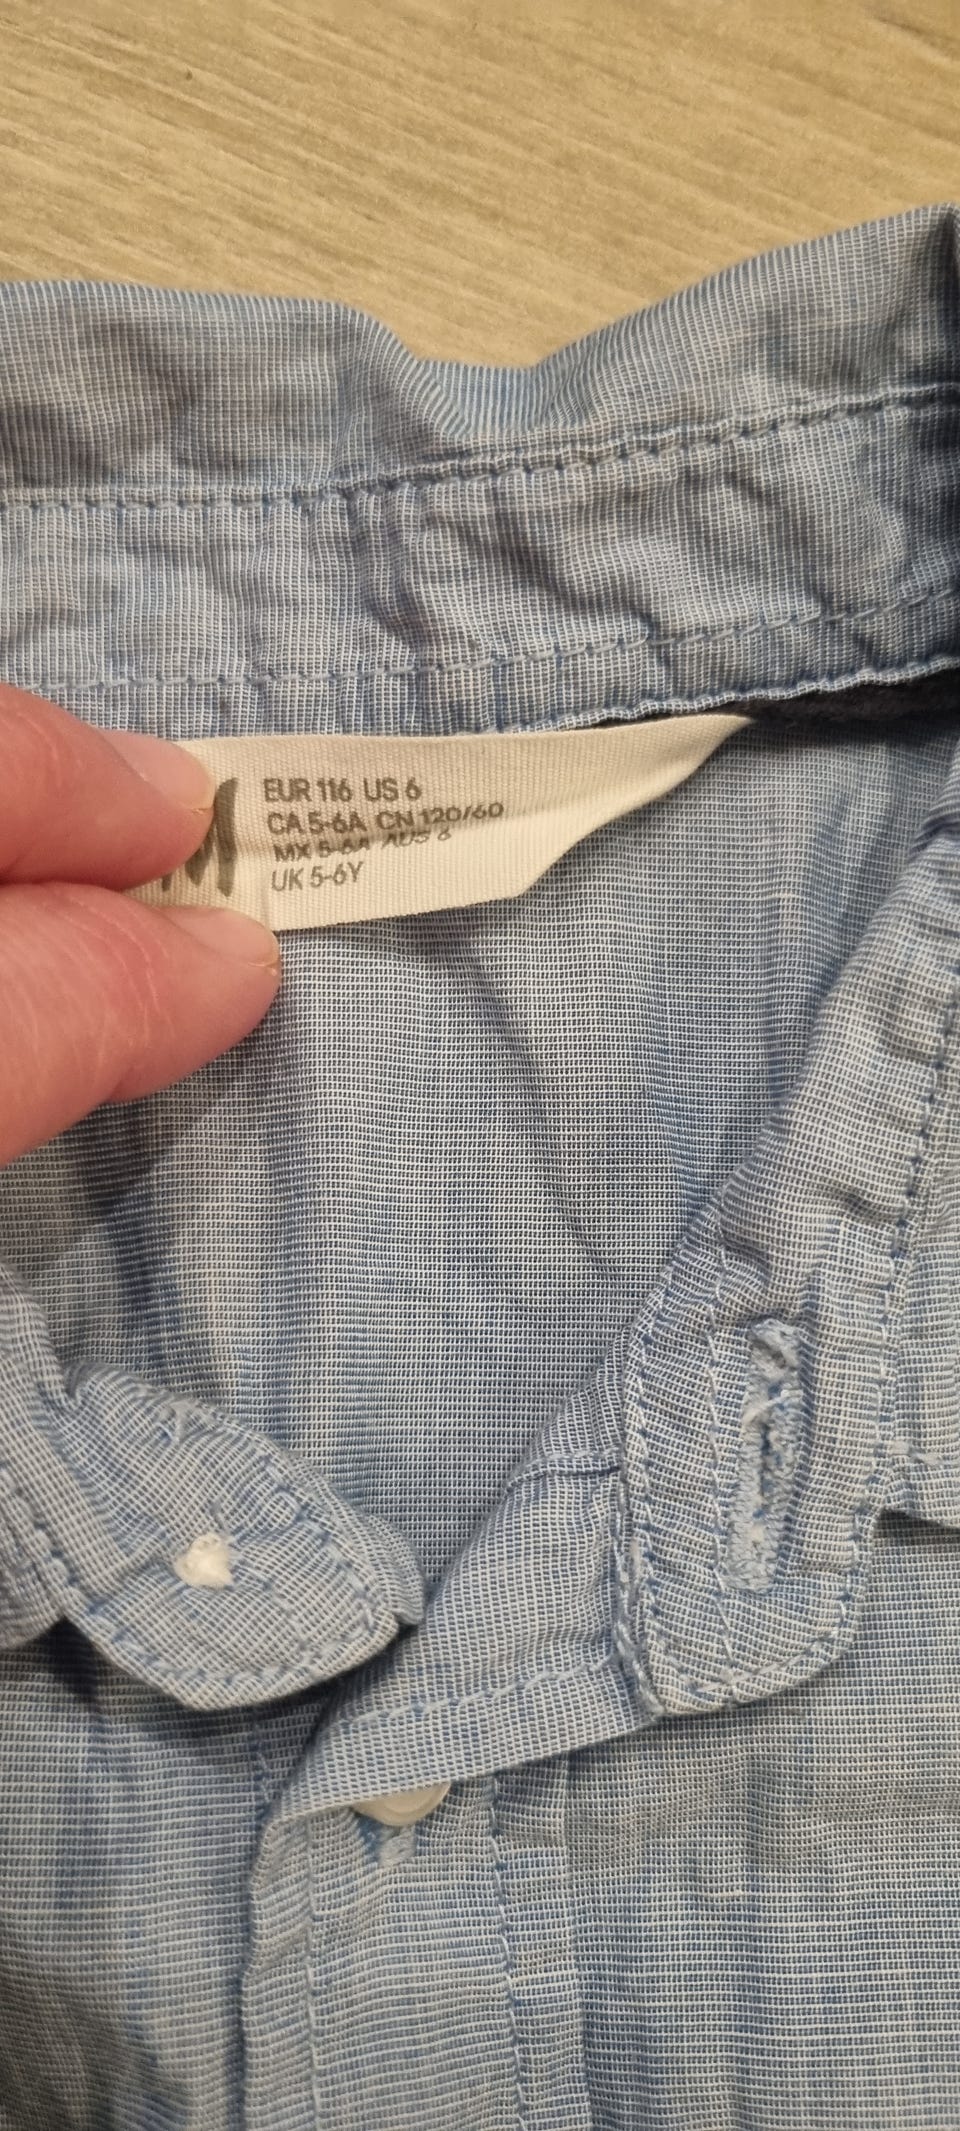 M
EUR 116 US 6
CA 5-6A CN 120/60
MX 5-6A AUS 6
UK 5-6Y